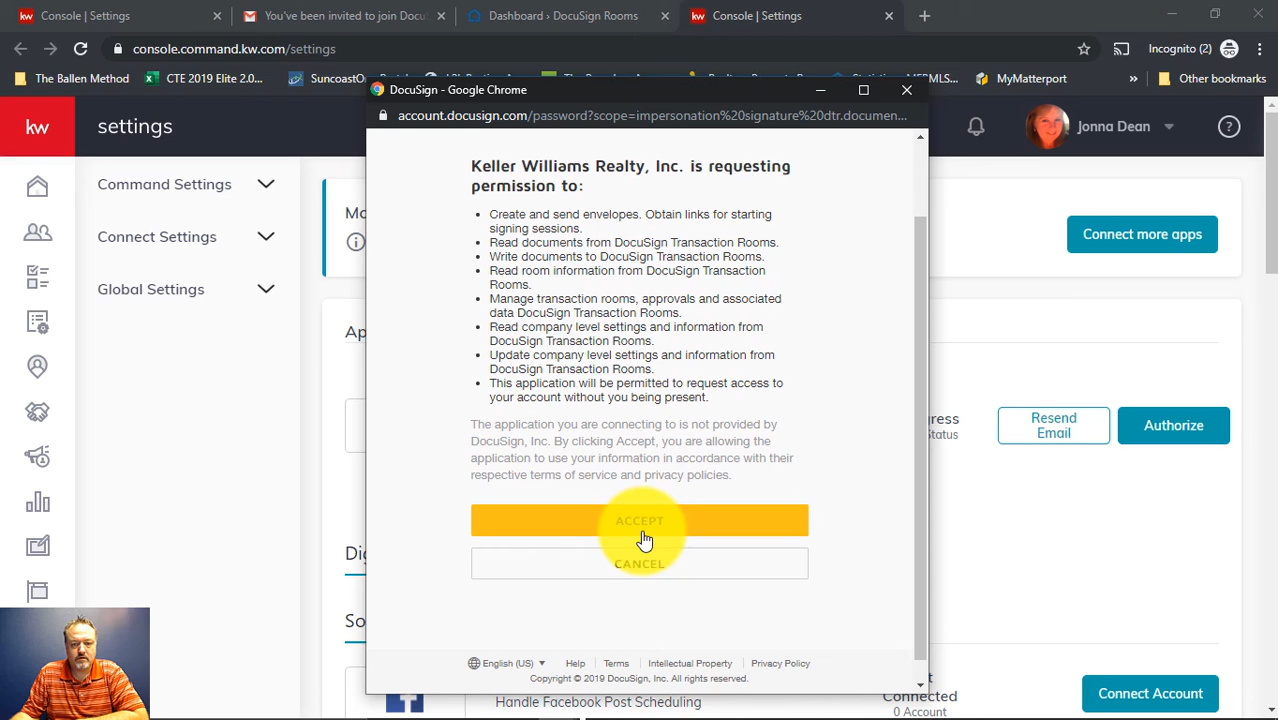 Console | Settings
You've been invited to join Docu
Dashboard › DocuSign Rooms
Console | Settings
console.command.kw.com/settings
Incognito (2)
The Ballen Method
CTE 2019 Elite 2.0...
MyMatterport
»
Other bookmarks
DocuSign - Google Chrome
account.docusign.com/password?scope=impersonation%20signature%20dtr.documen...
kw
settings
Jonna Dean
Command Settings
Connect Settings
Global Settings
Connect more apps
Keller Williams Realty, Inc. is requesting
permission to:
• Create and send envelopes. Obtain links for starting
signing sessions.
• Read documents from DocuSign Transaction Rooms.
• Write documents to DocuSign Transaction Rooms.
• Read room information from DocuSign Transaction
Rooms.
• Manage transaction rooms, approvals and associated
data DocuSign Transaction Rooms.
• Read company level settings and information from
DocuSign Transaction Rooms.
• Update company level settings and information from
DocuSign Transaction Rooms.
• This application will be permitted to request access to
your account without you being present.
The application you are connecting to is not provided by
DocuSign, Inc. By clicking Accept, you are allowing the
application to use your information in accordance with their
respective terms of service and privacy policies.
ACCEPT
CANCEL
English (US)
Help
Terms
Intellectual Property
Privacy Policy
Copyright © 2019 DocuSign, Inc. All rights reserved.
Mo
Ap
gress
Status
Resend
Email
Authorize
Dig
So
Handle Facebook Post Scheduling
Connected
0 Account
Connect Account